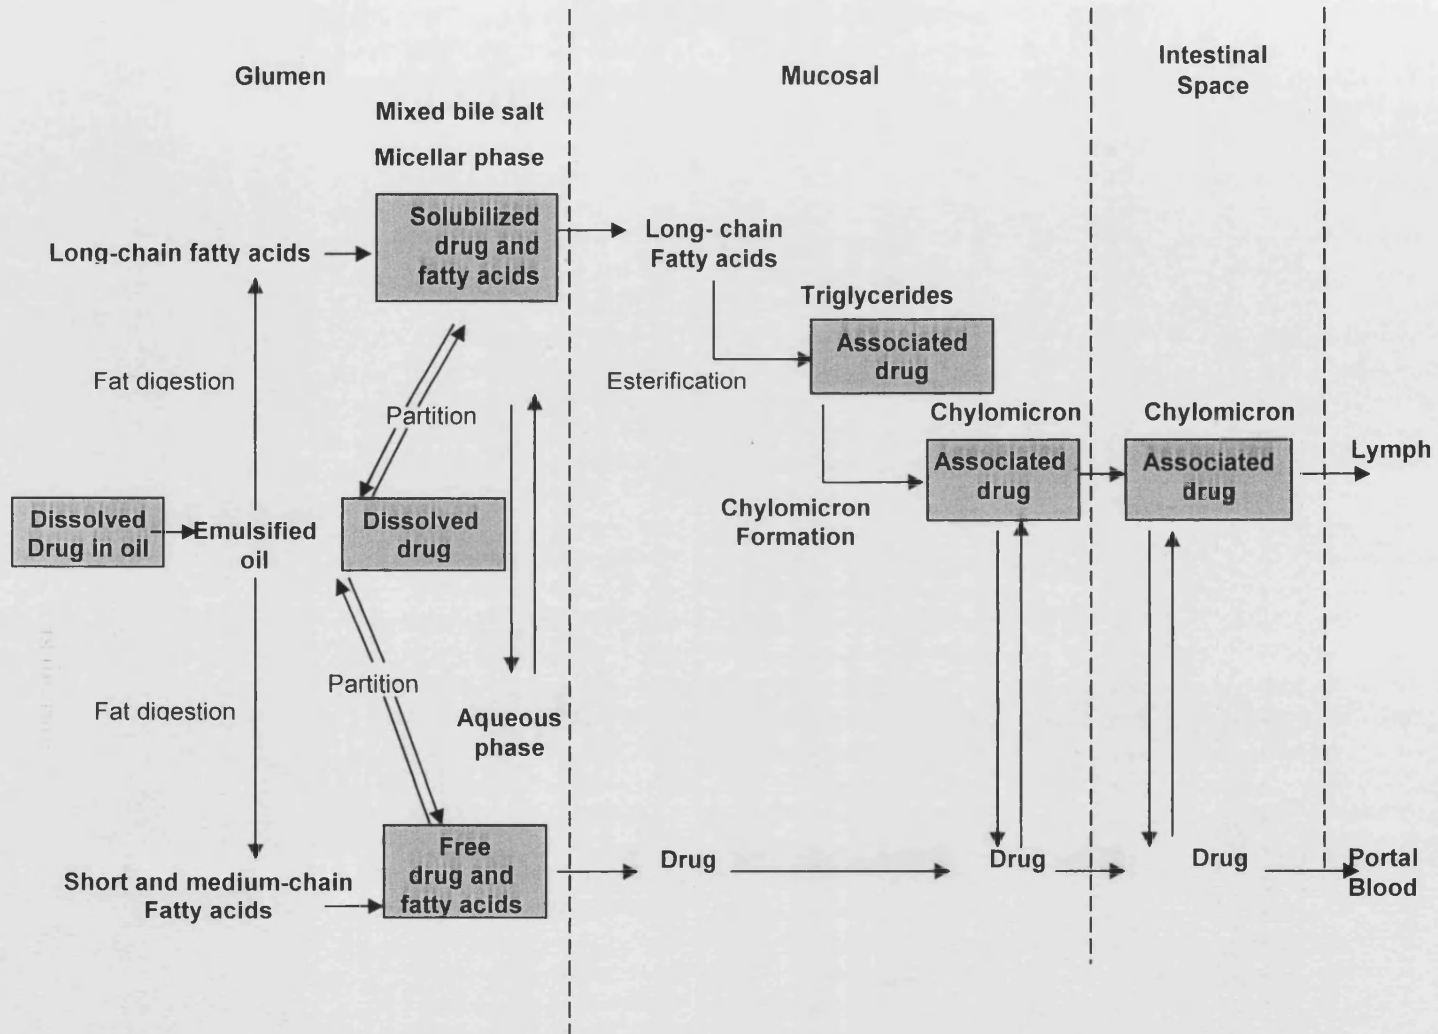 Glumen
Mucosal
Intestinal
Space
Mixed bile salt
Micellar phase
Solubilized
drug and
fatty acids
Long-chain fatty acids
Long- chain
Fatty acids
Triglycerides
Associated
drug
Fat digestion
Esterification
Partition
Chylomicron
Associated
drug
Chylomicron
Associated
drug
Lymph
Dissolved
Drug in oil
Emulsified
oil
Dissolved
drug
Chylomicron
Formation
Partition
Fat digestion
Aqueous
phase
Free
drug and
fatty acids
Short and medium-chain
Fatty acids
Drug
Drug
Drug
Portal
Blood